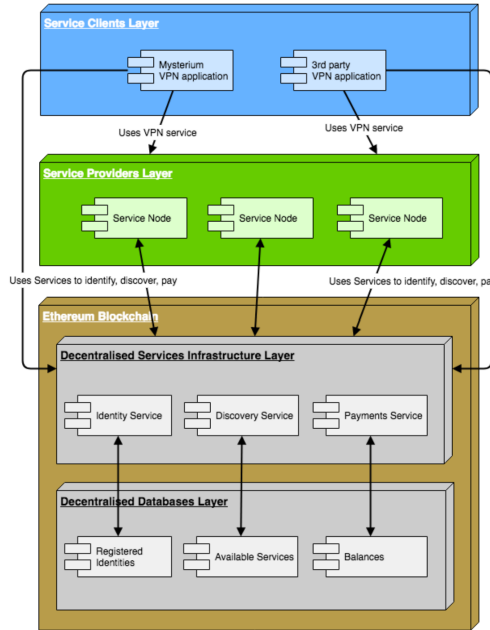 Service Clients Layer
Mysterium
VPN application
3rd party
VPN application
Uses VPN service
Uses VPN service
Service Providers Layer
Service Node
Service Node
Service Node
Uses Services to identify, discover, pay
Uses Services to identify, discover, pa
Ethereum Blockchain
Decentralised Services Infrastructure Layer
Identity Service
Discovery Service
Payments Service
Decentralised Databases Layer
Registered
Identities
Available Services
Balances